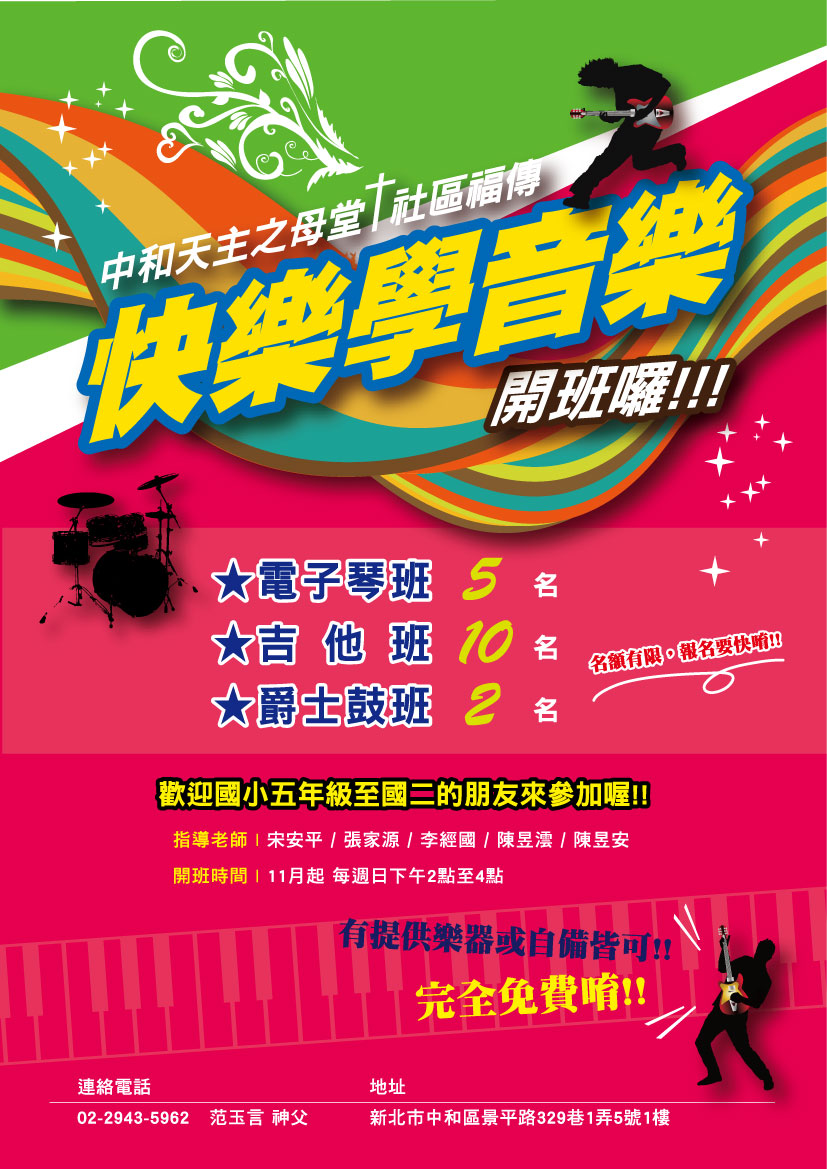 中和天主之母堂†社區福傳
快樂學音樂
開班囉!!!
★電子琴班 5 名
★吉他班 10 名
★爵士鼓班 2 名
名額有限,報名要快唷!!
歡迎國小五年級至國二的朋友來參加喔!!
指導老師 | 宋安平 / 張家源 / 李經國 / 陳昱澐 / 陳昱安
開班時間 | 11月起 每週日下午2點至4點
有提供樂器或自備皆可!!
完全免費唷!!
連絡電話 地址
02-2943-5962 范玉言 神父 新北市中和區景平路329巷1弄5號1樓